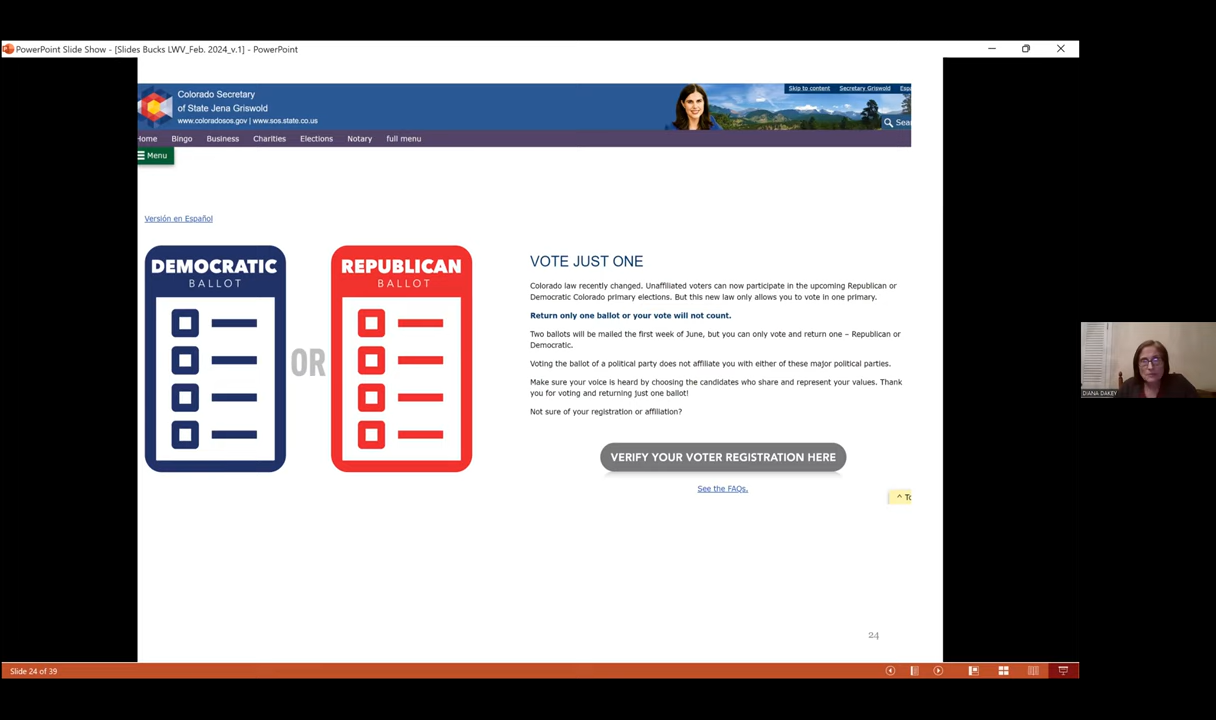 PowerPoint Slide Show - [Slides Bucks LWV_Feb. 2024_v.1] - PowerPoint
Colorado Secretary
of State Jena Griswold
www.coloradosos.gov | www.sos.state.co.us
Skip to content Secretary Griswold Espa
Sea
Home Bingo Business Charities Elections Notary full menu
Menu
Versión en Español
DEMOCRATIC
BALLOT
OR
REPUBLICAN
BALLOT
VOTE JUST ONE
Colorado law recently changed. Unaffiliated voters can now participate in the upcoming Republican or
Democratic Colorado primary elections. But this new law only allows you to vote in one primary.
Return only one ballot or your vote will not count.
Two ballots will be mailed the first week of June, but you can only vote and return one – Republican or
Democratic.
Voting the ballot of a political party does not affiliate you with either of these major political parties.
Make sure your voice is heard by choosing the candidates who share and represent your values. Thank
you for voting and returning just one ballot!
Not sure of your registration or affiliation?
VERIFY YOUR VOTER REGISTRATION HERE
See the FAQs.
^ To
24
Slide 24 of 39
DIANA DAKEY